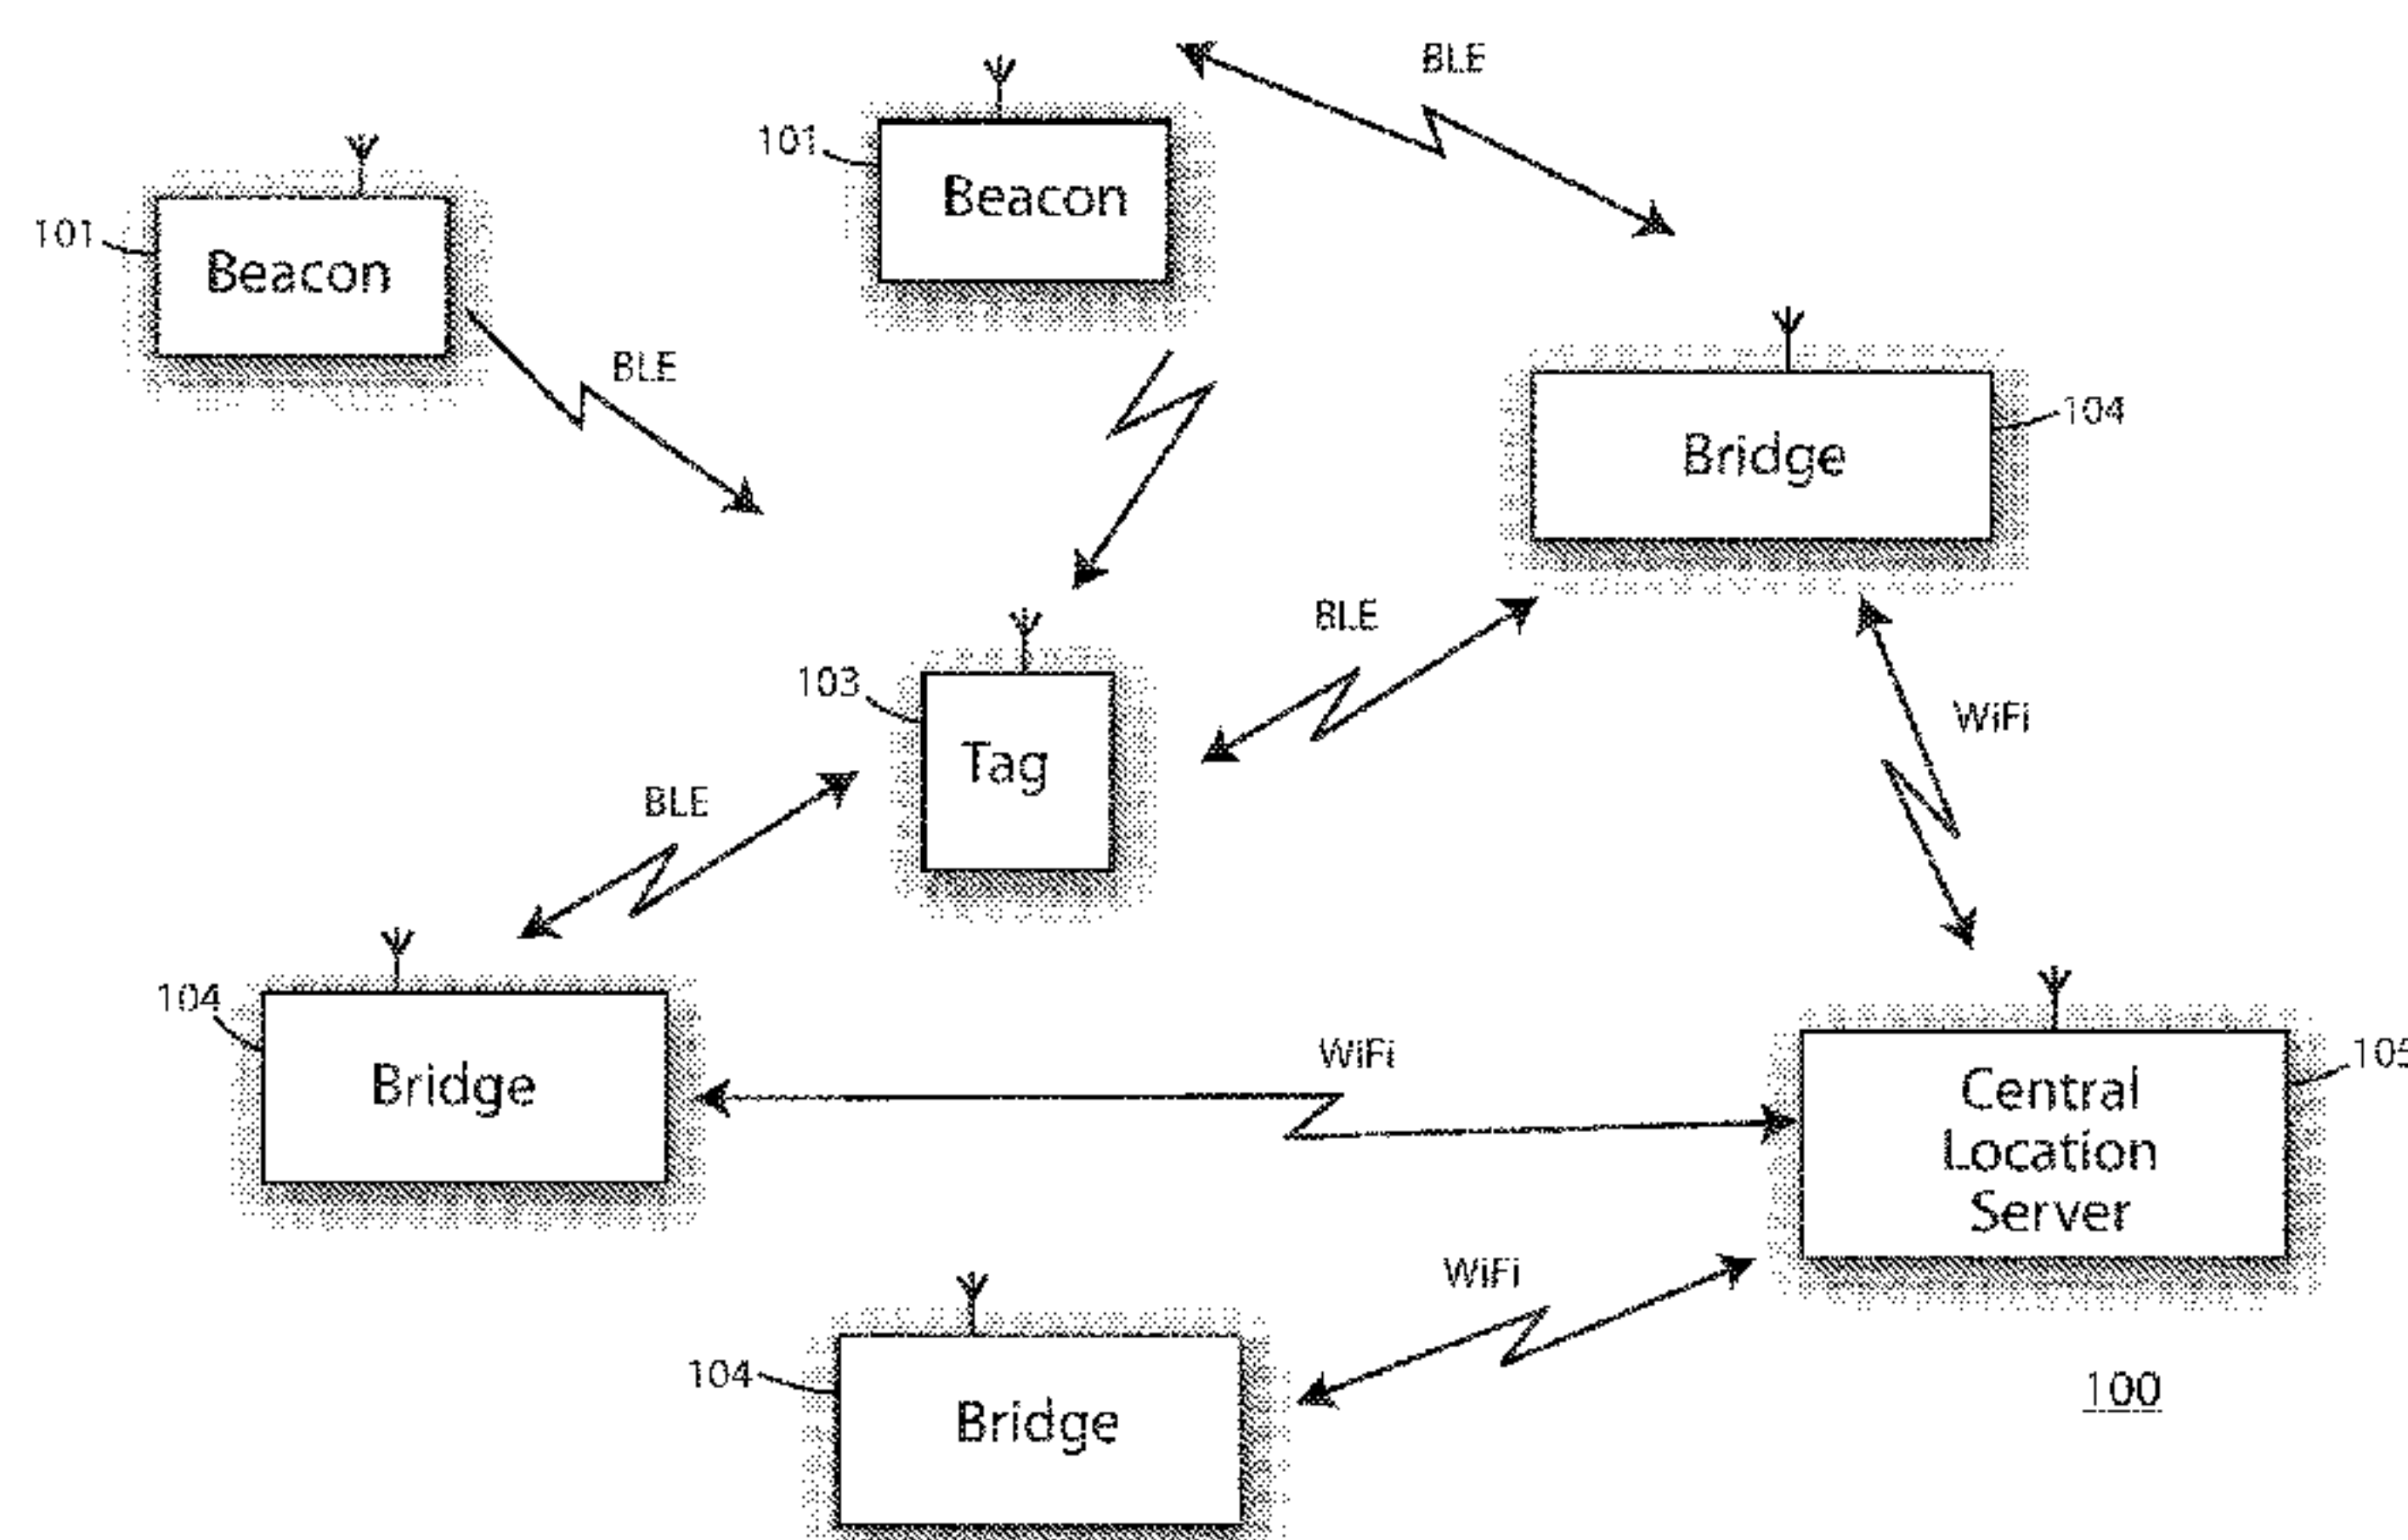 BLE
101
Beacon
101
Beacon
BLE
104
Bridge
BLE
103
Tag
WiFi
BLE
104
Bridge
WiFi
105
Central
Location
Server
WiFi
104
Bridge
100